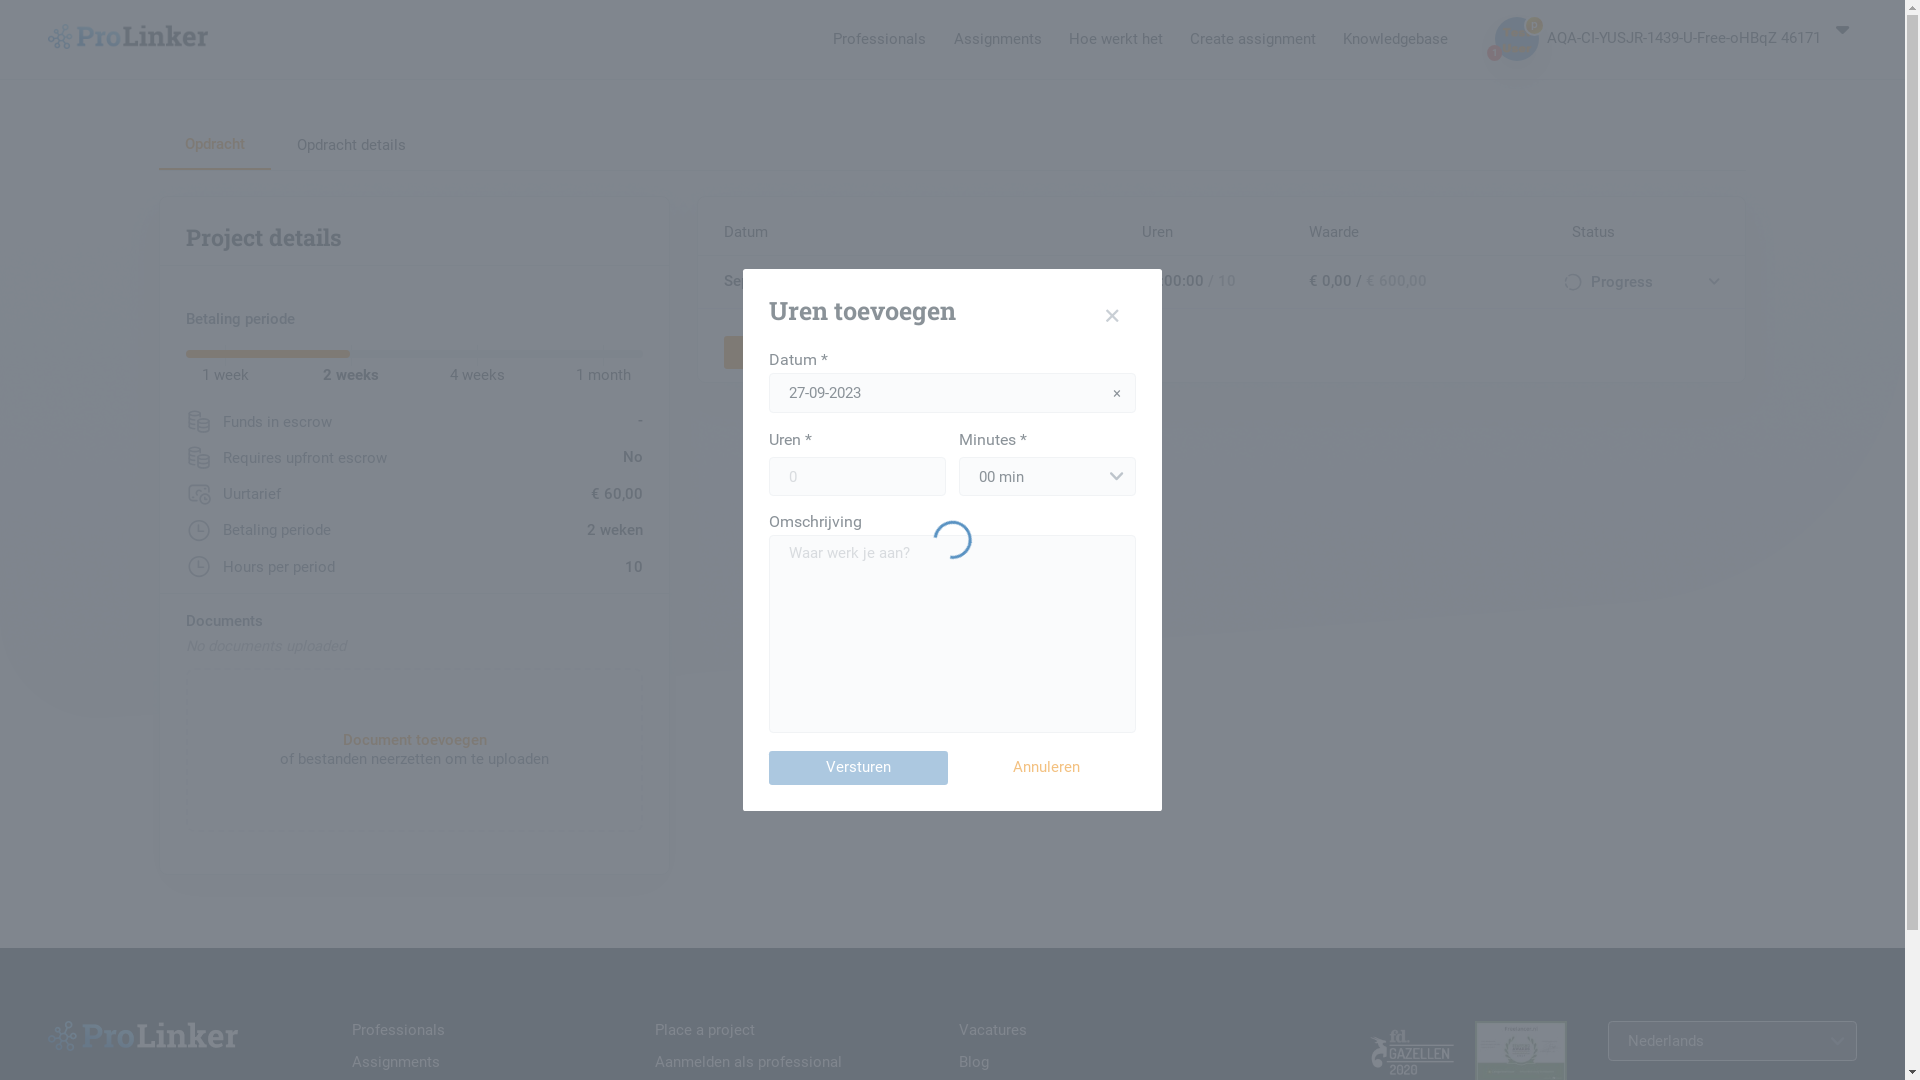 ProLinker
Professionals
Assignments
Hoe werkt het
Create assignment
Knowledgebase
0
1
AQA-CI-YUSJR-1439-U-Free-oHBqZ 46171
Opdracht
Opdracht details
Project details
Betaling periode
1 week
2 weeks
4 weeks
1 month
Funds in escrow -
Requires upfront escrow No
Uurtarief € 60,00
Betaling periode 2 weken
Hours per period 10
Documents
No documents uploaded
Document toevoegen
of bestanden neerzetten om te uploaden
Datum Uren Waarde Status
:00:00 / 10 € 0,00 / € 600,00 Progress
Uren toevoegen
×
Datum *
27-09-2023 ×
Uren * Minutes *
0 00 min
Omschrijving
Waar werk je aan?
Versturen Annuleren
ProLinker
Professionals
Assignments
Place a project
Aanmelden als professional
Vacatures
Blog
fd.
GAZELLEN
2020
Nederlands